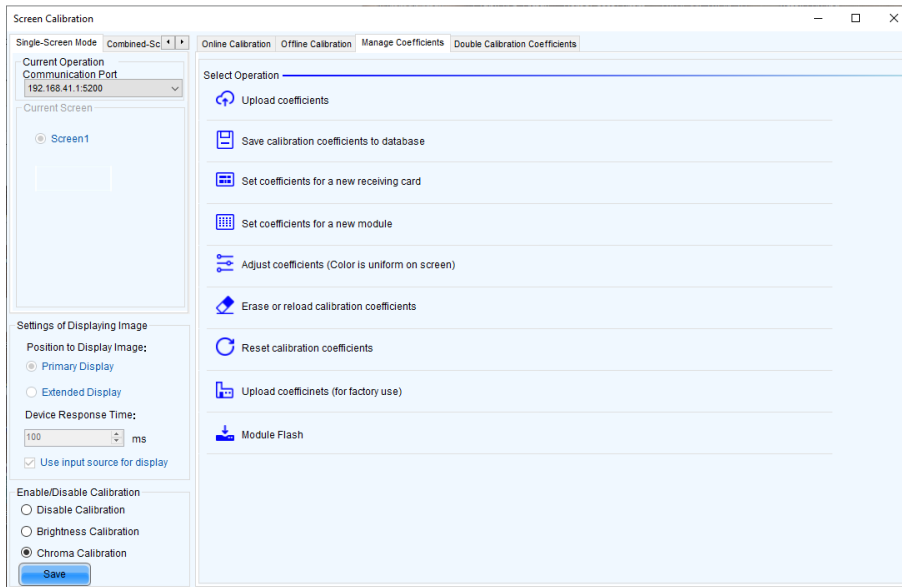 Screen Calibration
Single-Screen Mode
Combined-Sc
Current Operation
Communication Port
192.168.41.1:5200
Current Screen
Screen1
Settings of Displaying Image
Position to Display Image:
Primary Display
Extended Display
Device Response Time:
100 ms
Use input source for display
Enable/Disable Calibration
Disable Calibration
Brightness Calibration
Chroma Calibration
Save
Online Calibration
Offline Calibration
Manage Coefficients
Double Calibration Coefficients
Select Operation
Upload coefficients
Save calibration coefficients to database
Set coefficients for a new receiving card
Set coefficients for a new module
Adjust coefficients (Color is uniform on screen)
Erase or reload calibration coefficients
Reset calibration coefficients
Upload coefficinets (for factory use)
Module Flash